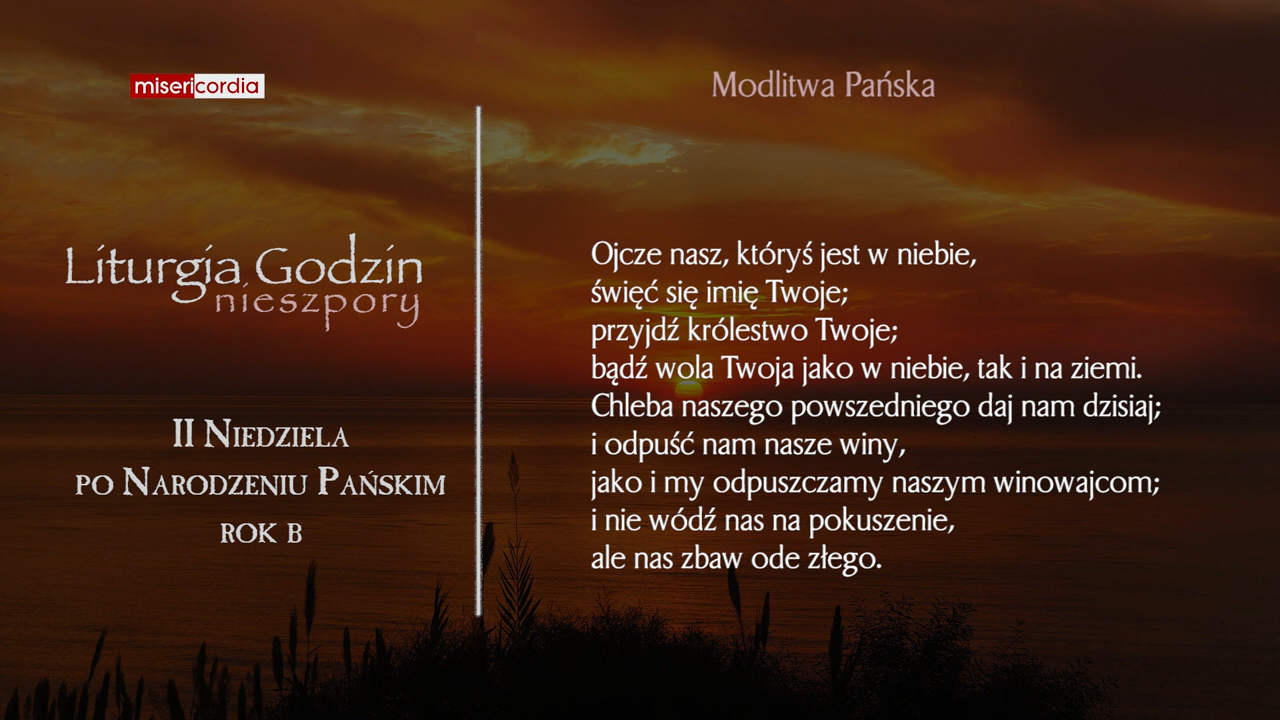 misericordia
Modlitwa Pańska
Liturgia Godzin
nieszpory
II Niedziela
po Narodzeniu Pańskim
rok B
Ojcze nasz, któryś jest w niebie,
święć się imię Twoje;
przyjdź królestwo Twoje;
bądź wola Twoja jako w niebie, tak i na ziemi.
Chleba naszego powszedniego daj nam dzisiaj;
i odpuść nam nasze winy,
jako i my odpuszczamy naszym winowajcom;
i nie wódź nas na pokuszenie,
ale nas zbaw ode złego.